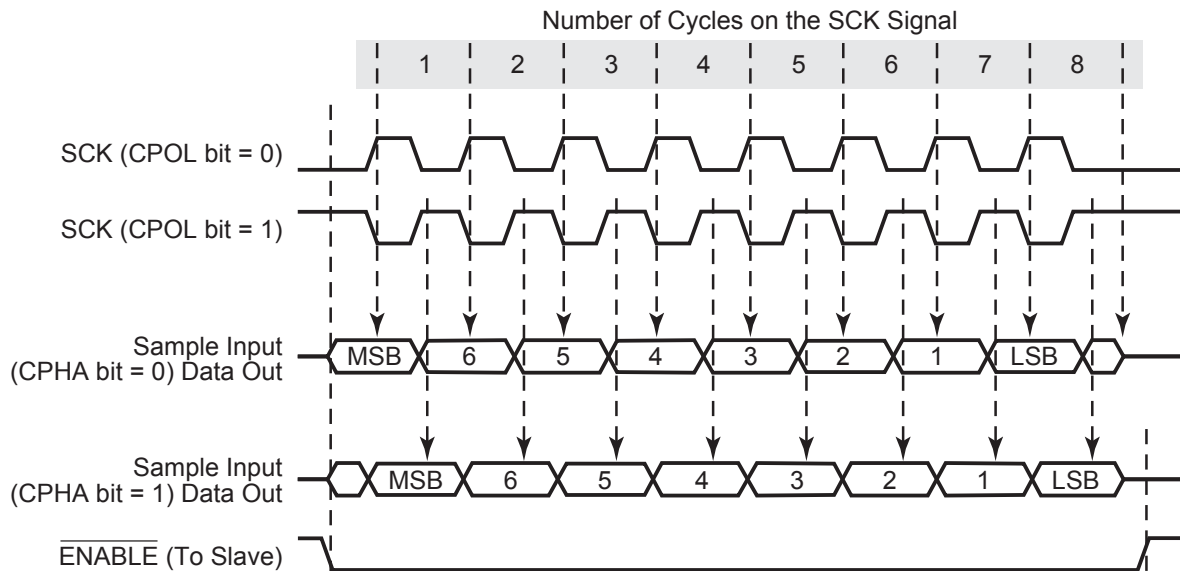 Number of Cycles on the SCK Signal
1 2 3 4 5 6 7 8
SCK (CPOL bit = 0)
SCK (CPOL bit = 1)
Sample Input
(CPHA bit = 0) Data Out
MSB 6 5 4 3 2 1 LSB
Sample Input
(CPHA bit = 1) Data Out
MSB 6 5 4 3 2 1 LSB
ENABLE (To Slave)